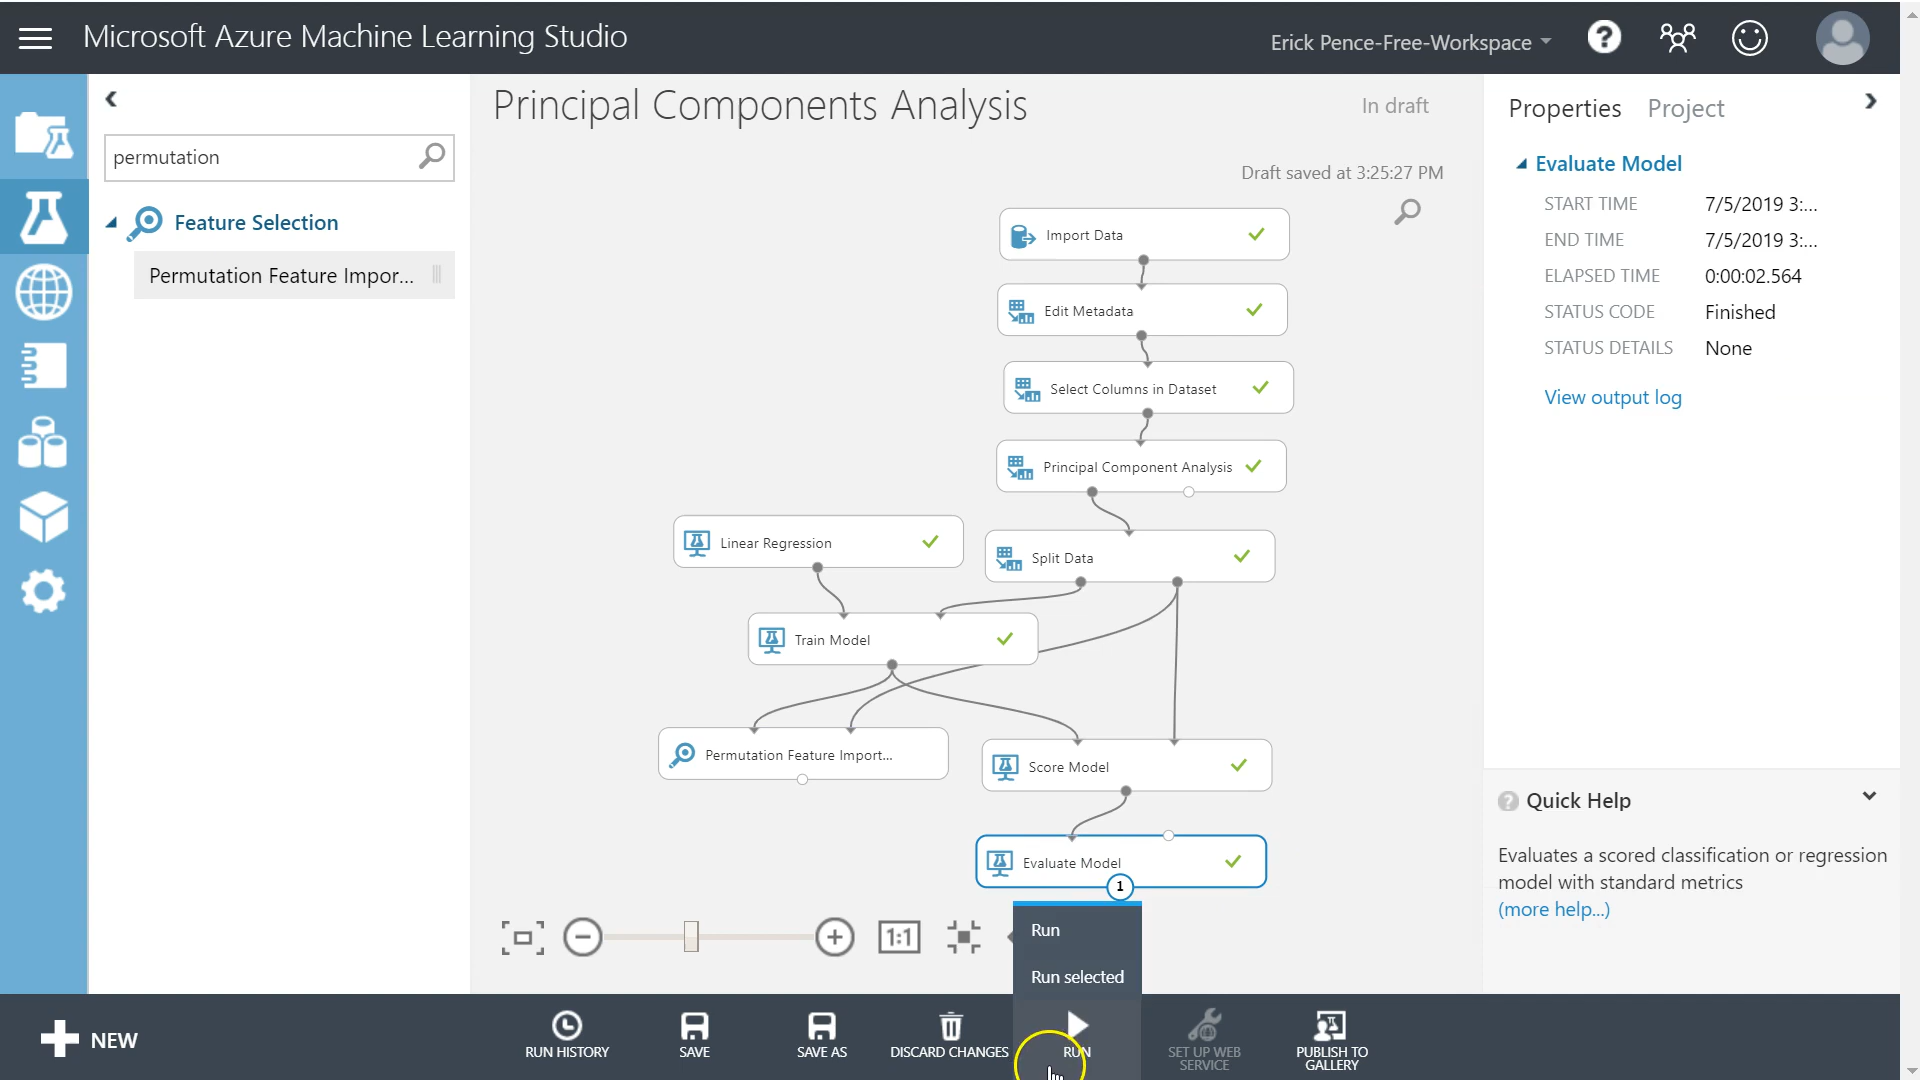 Microsoft Azure Machine Learning Studio
Erick Pence-Free-Workspace
?
permutation
Feature Selection
Permutation Feature Impor...
Principal Components Analysis
In draft
Draft saved at 3:25:27 PM
Import Data
Edit Metadata
Select Columns in Dataset
Principal Component Analysis
Linear Regression
Split Data
Train Model
Permutation Feature Import...
Score Model
Evaluate Model
1
1:1
Run
Run selected
Properties
Project
Evaluate Model
START TIME 7/5/2019 3:...
END TIME 7/5/2019 3:...
ELAPSED TIME 0:00:02.564
STATUS CODE Finished
STATUS DETAILS None
View output log
? Quick Help
Evaluates a scored classification or regression
model with standard metrics
(more help...)
NEW
RUN HISTORY
SAVE
SAVE AS
DISCARD CHANGES
RUN
SET UP WEB
SERVICE
PUBLISH TO
GALLERY